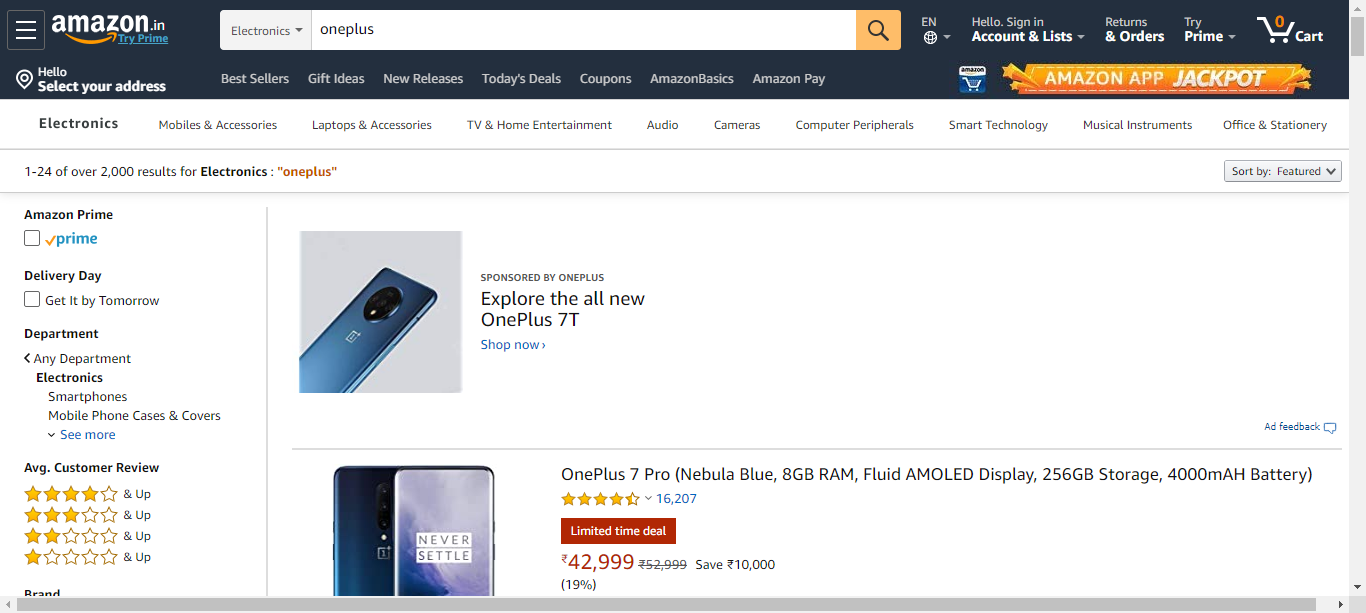 amazon.in
Try Prime
Electronics
oneplus
EN
Hello. Sign in
Account & Lists
Returns
& Orders
Try
Prime
0
Cart
Hello
Select your address
Best Sellers
Gift Ideas
New Releases
Today's Deals
Coupons
AmazonBasics
Amazon Pay
amazon
AMAZON APP JACKPOT
Electronics
Mobiles & Accessories
Laptops & Accessories
TV & Home Entertainment
Audio
Cameras
Computer Peripherals
Smart Technology
Musical Instruments
Office & Stationery
1-24 of over 2,000 results for Electronics : "oneplus"
Sort by: Featured
Amazon Prime
prime
Delivery Day
Get It by Tomorrow
Department
Any Department
Electronics
Smartphones
Mobile Phone Cases & Covers
See more
Avg. Customer Review
& Up
& Up
& Up
& Up
Brand
SPONSORED BY ONEPLUS
Explore the all new
OnePlus 7T
Shop now ›
Ad feedback
NEVER
SETTLE
OnePlus 7 Pro (Nebula Blue, 8GB RAM, Fluid AMOLED Display, 256GB Storage, 4000mAH Battery)
16,207
Limited time deal
₹42,999 ₹52,999 Save ₹10,000
(19%)